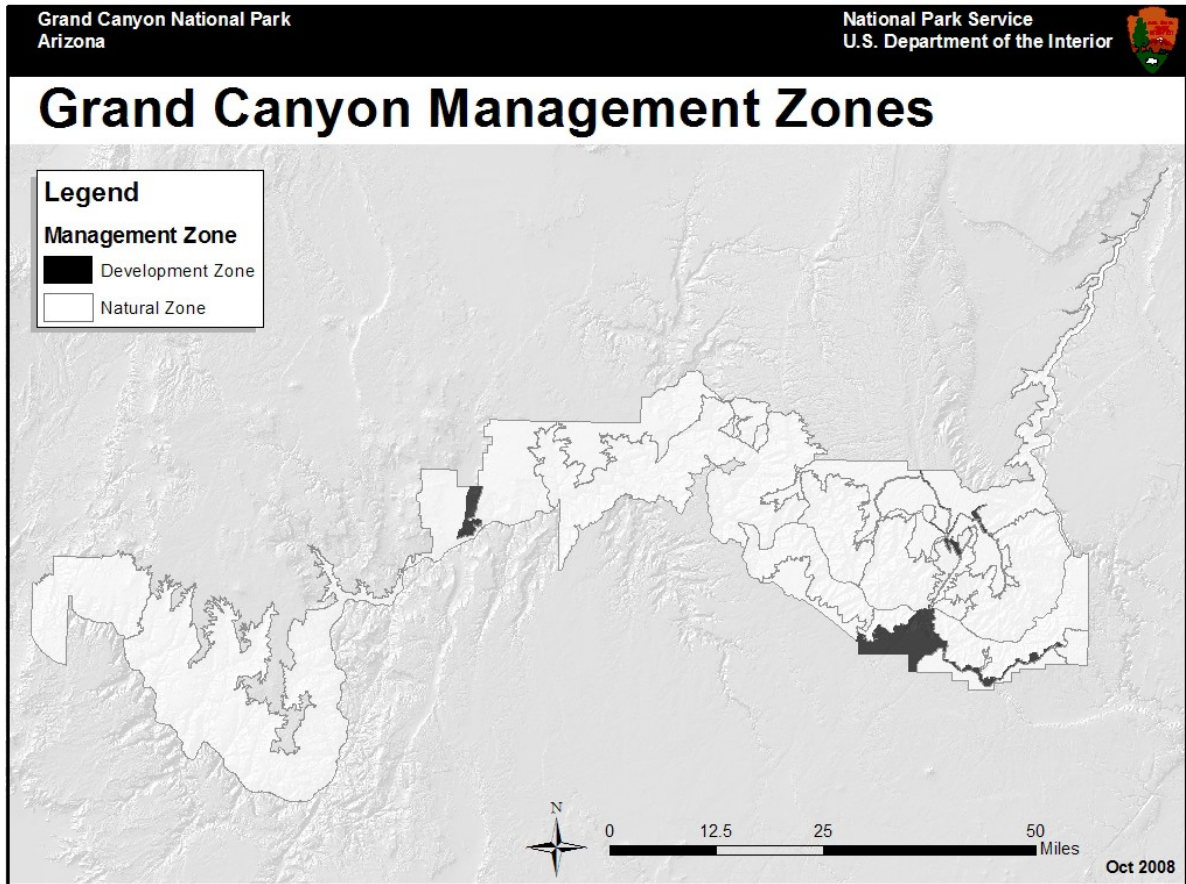 Grand Canyon National Park
Arizona
National Park Service
U.S. Department of the Interior
Grand Canyon Management Zones
Legend
Management Zone
Development Zone
Natural Zone
N
0 12.5 25 50
Miles
Oct 2008